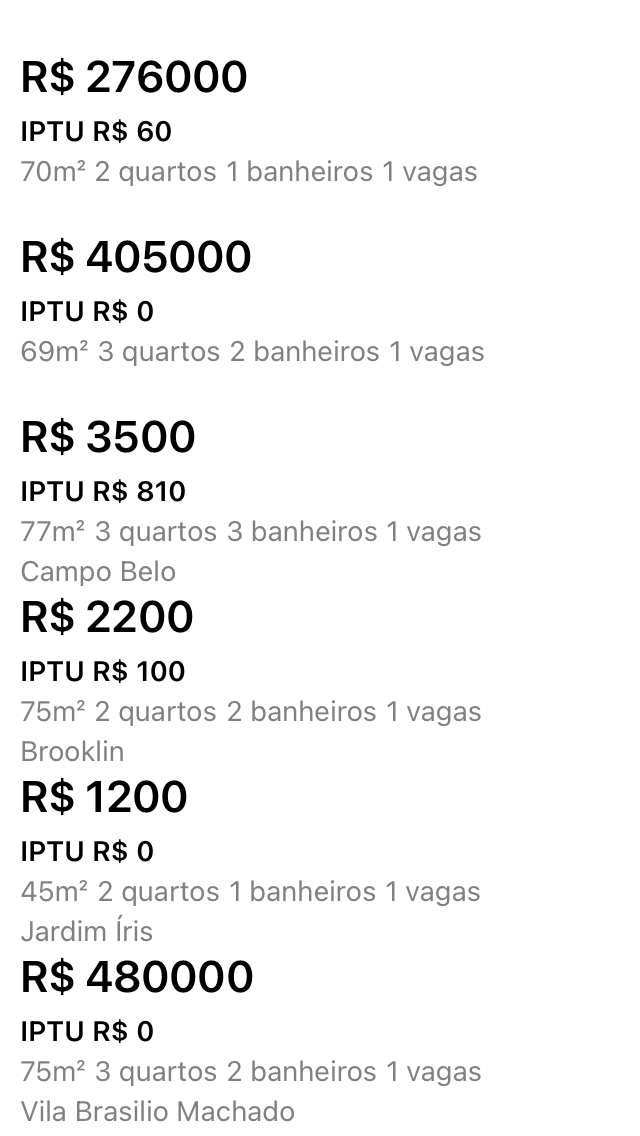 R$ 276000
IPTU R$ 60
70m² 2 quartos 1 banheiros 1 vagas
R$ 405000
IPTU R$ 0
69m² 3 quartos 2 banheiros 1 vagas
R$ 3500
IPTU R$ 810
77m² 3 quartos 3 banheiros 1 vagas
Campo Belo
R$ 2200
IPTU R$ 100
75m² 2 quartos 2 banheiros 1 vagas
Brooklin
R$ 1200
IPTU R$ 0
45m² 2 quartos 1 banheiros 1 vagas
Jardim Íris
R$ 480000
IPTU R$ 0
75m² 3 quartos 2 banheiros 1 vagas
Vila Brasilio Machado